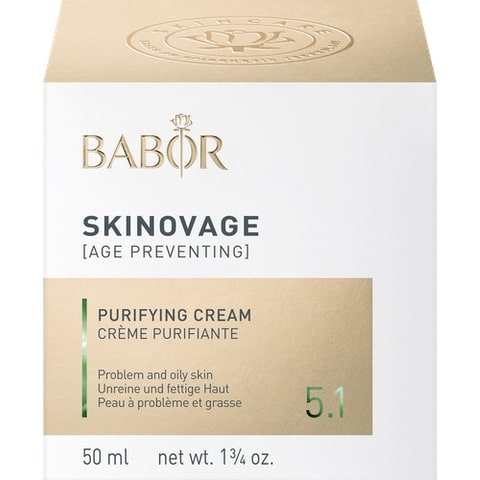 SKINCARE
BABOR
SKINOVAGE
[AGE PREVENTING]
PURIFYING CREAM
CRÈME PURIFIANTE
Problem and oily skin
Unreine und fettige Haut
Peau à problème et grasse
5.1
50 ml net wt. 1¾ oz.